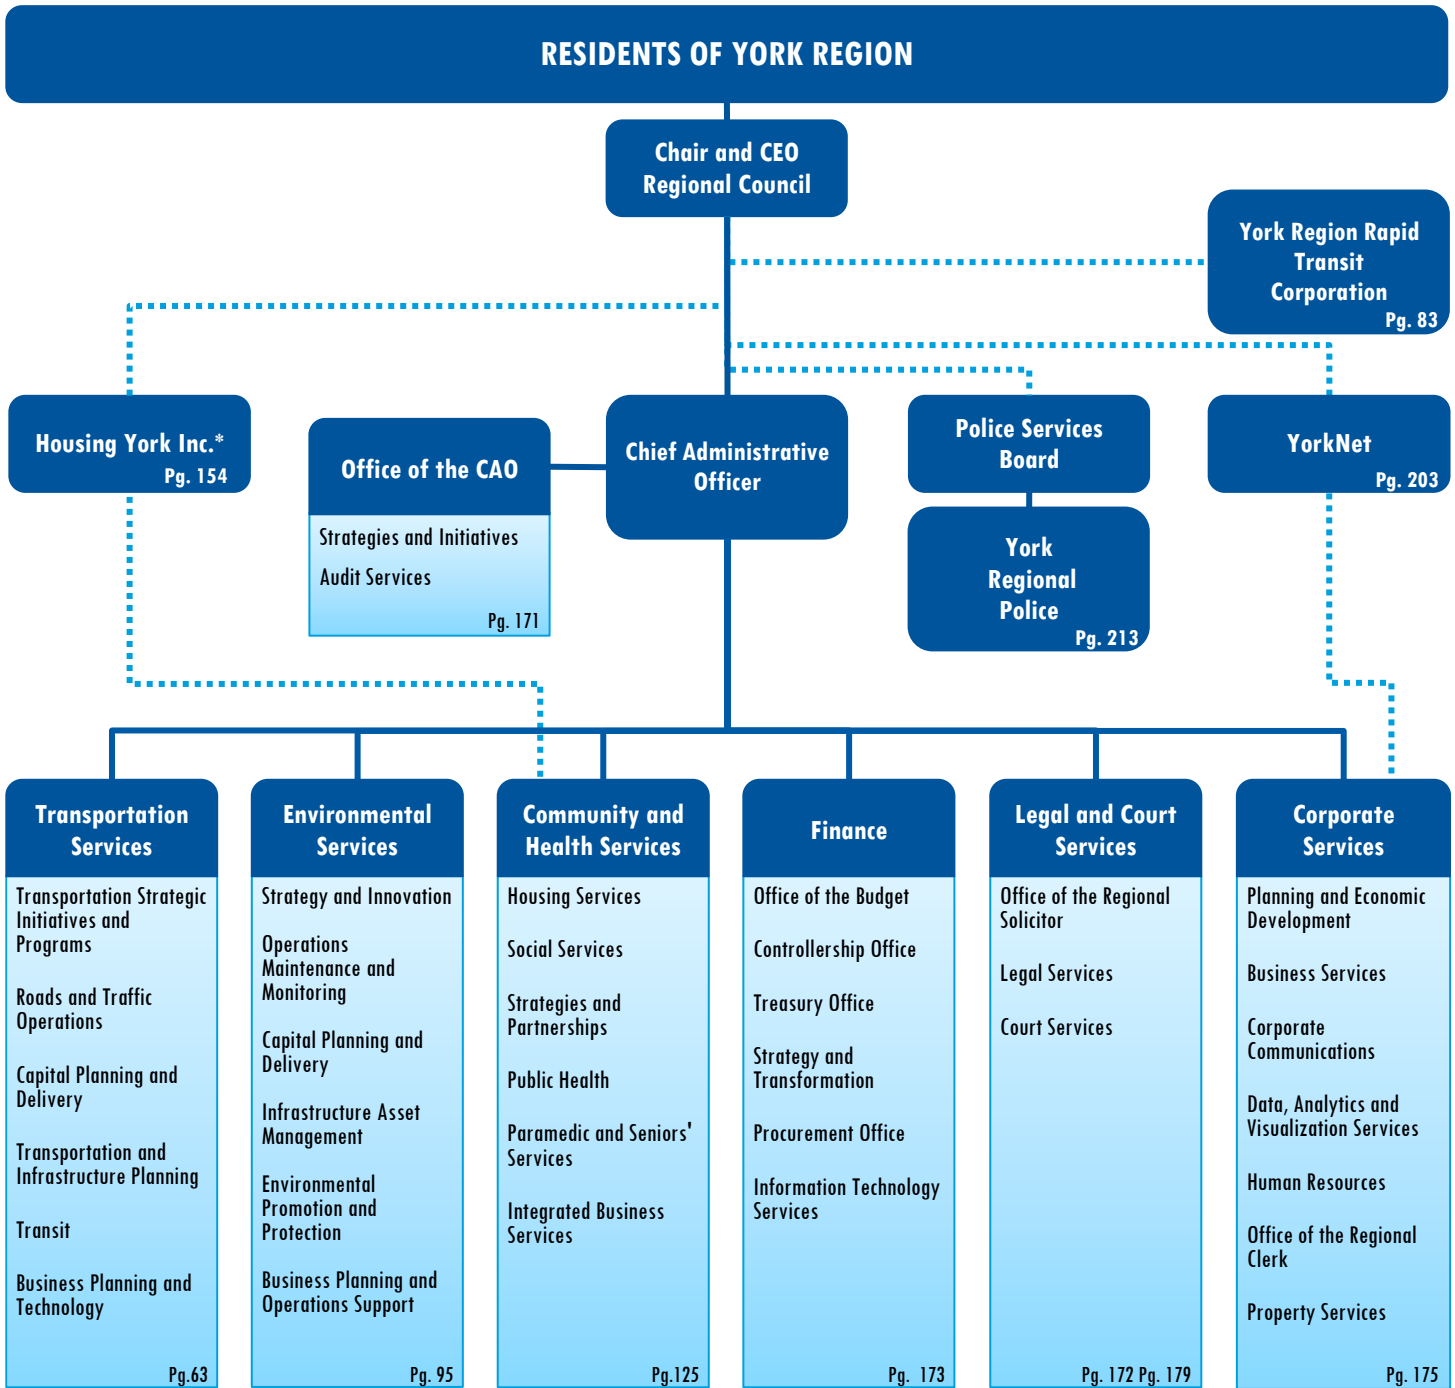 RESIDENTS OF YORK REGION
Chair and CEO
Regional Council
York Region Rapid
Transit
Corporation
Pg. 83
Housing York Inc.*
Pg. 154
Office of the CAO
Strategies and Initiatives
Audit Services
Pg. 171
Chief Administrative
Officer
Police Services
Board
York
Regional
Police
Pg. 213
YorkNet
Pg. 203
Transportation
Services
Transportation Strategic
Initiatives and
Programs
Roads and Traffic
Operations
Capital Planning and
Delivery
Transportation and
Infrastructure Planning
Transit
Business Planning and
Technology
Pg.63
Environmental
Services
Strategy and Innovation
Operations
Maintenance and
Monitoring
Capital Planning and
Delivery
Infrastructure Asset
Management
Environmental
Promotion and
Protection
Business Planning and
Operations Support
Pg. 95
Community and
Health Services
Housing Services
Social Services
Strategies and
Partnerships
Public Health
Paramedic and Seniors'
Services
Integrated Business
Services
Pg.125
Finance
Office of the Budget
Controllership Office
Treasury Office
Strategy and
Transformation
Procurement Office
Information Technology
Services
Pg. 173
Legal and Court
Services
Office of the Regional
Solicitor
Legal Services
Court Services
Pg. 172 Pg. 179
Corporate
Services
Planning and Economic
Development
Business Services
Corporate
Communications
Data, Analytics and
Visualization Services
Human Resources
Office of the Regional
Clerk
Property Services
Pg. 175